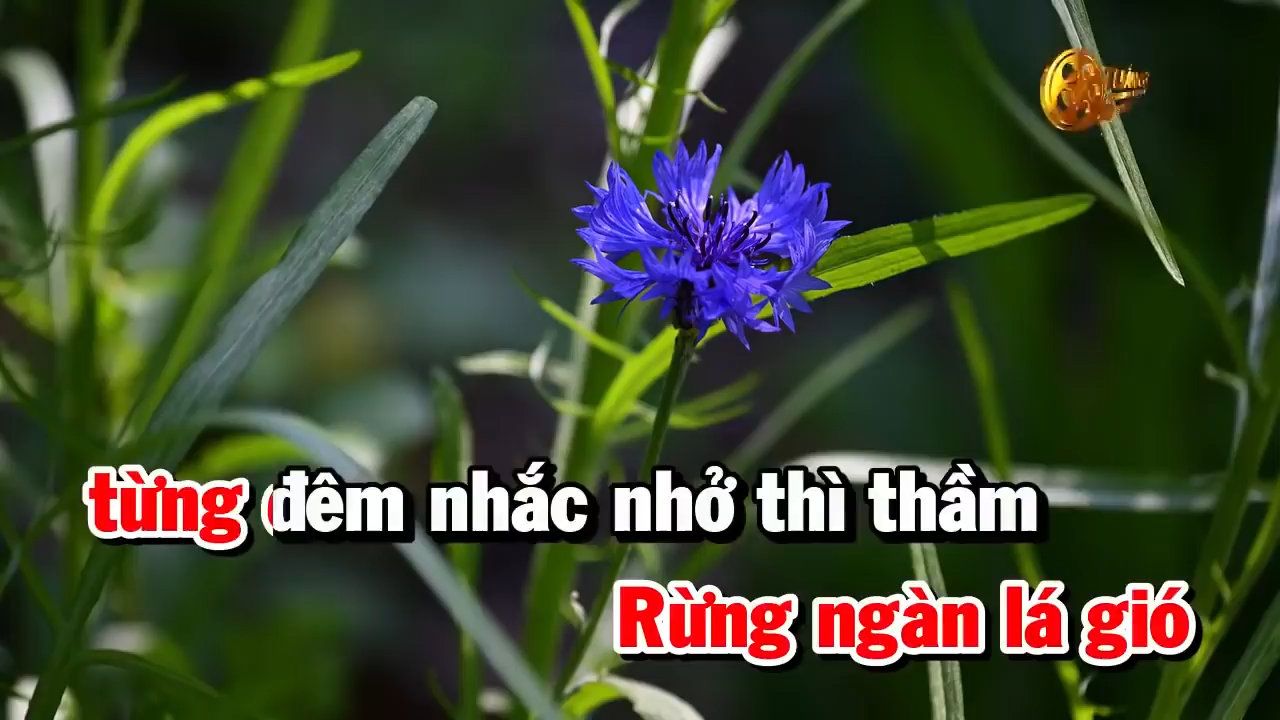 từng đêm nhắc nhở thì thầm
Rừng ngàn lá gió